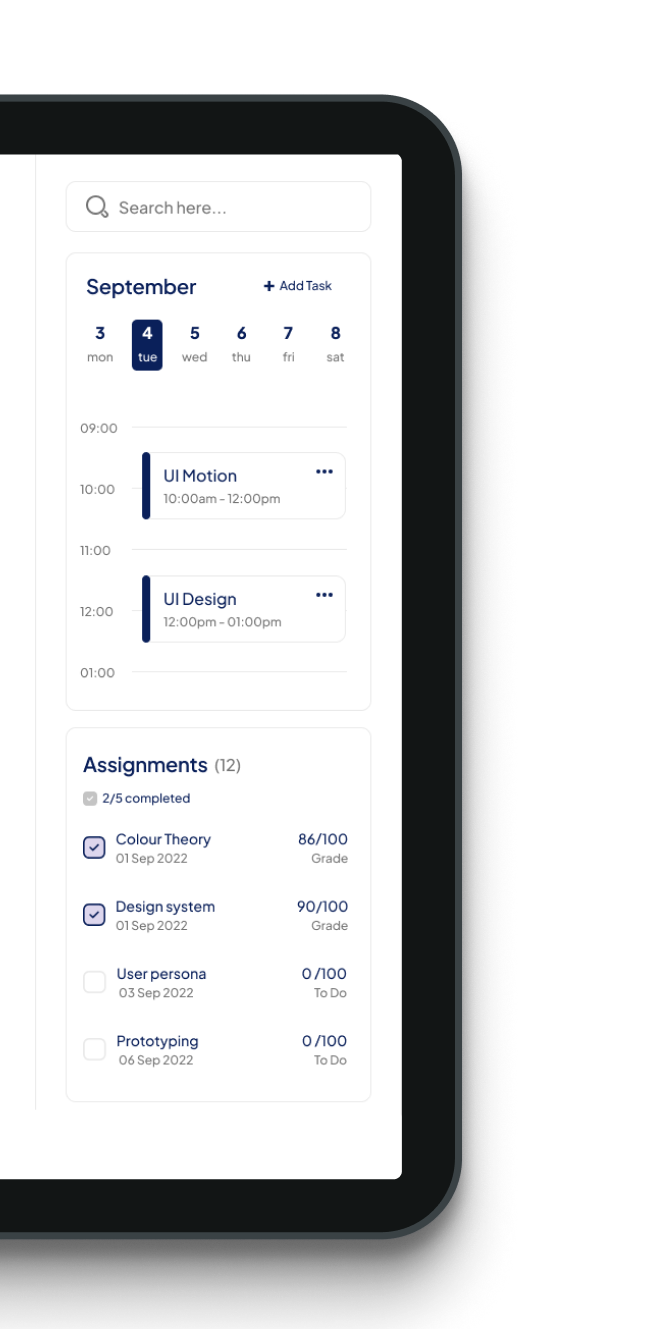 Search here...
September
+ Add Task
3 4 5 6 7 8
mon tue wed thu fri sat
09:00
UI Motion
10:00
10:00am - 12:00pm
11:00
UI Design
12:00
12:00pm - 01:00pm
01:00
Assignments (12)
2/5 completed
Colour Theory 86/100
01 Sep 2022 Grade
Design system 90/100
01 Sep 2022 Grade
User persona 0/100
03 Sep 2022 To Do
Prototyping 0/100
06 Sep 2022 To Do